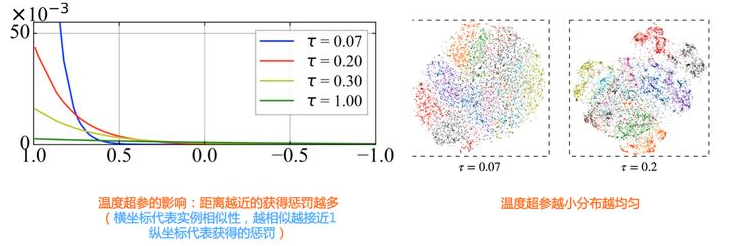 ×10⁻³
50
0
τ = 0.07
τ = 0.20
τ = 0.30
τ = 1.00
1.0 0.5 0.0 −0.5 −1.0
τ = 0.07
τ = 0.2
温度超参的影响：距离越近的获得惩罚越多
（横坐标代表实例相似性，越相似越接近1
纵坐标代表获得的惩罚）
温度超参越小分布越均匀